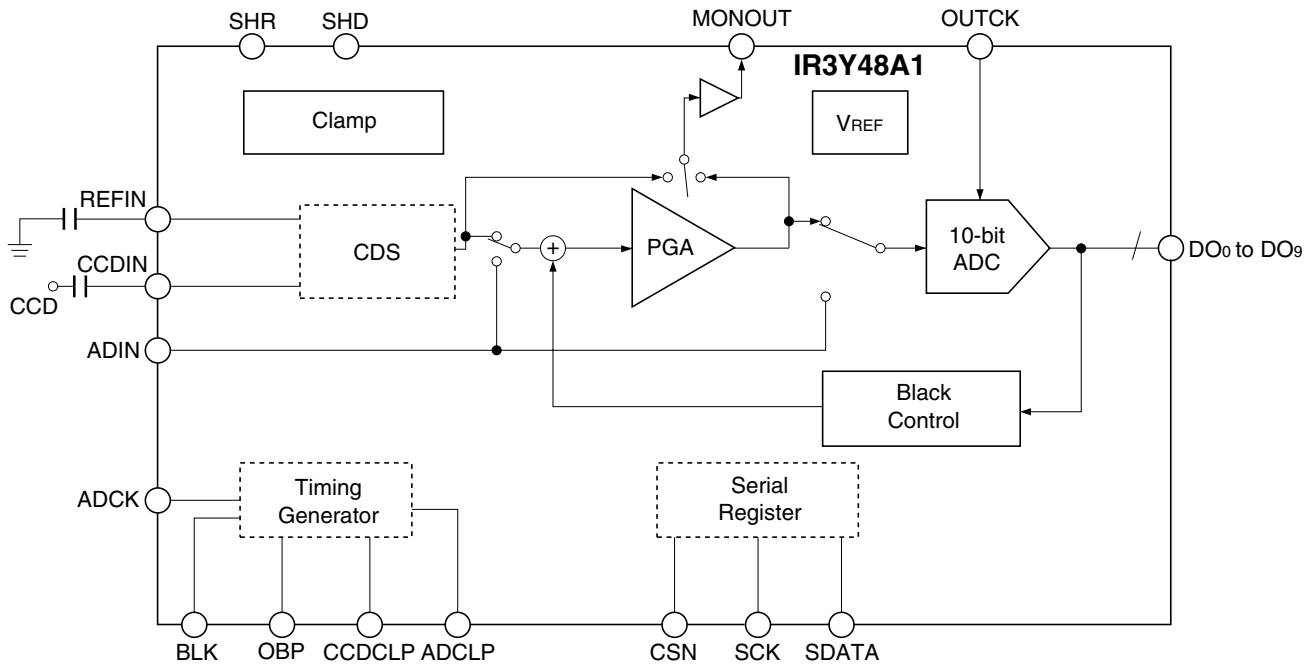 SHR
SHD
MONOUT
OUTCK
IR3Y48A1
Clamp
VREF
REFIN
CDS
+
PGA
10-bit
ADC
DO0 to DO9
CCDIN
CCD
ADIN
Black
Control
ADCK
Timing
Generator
Serial
Register
BLK
OBP
CCDCLP
ADCLP
CSN
SCK
SDATA